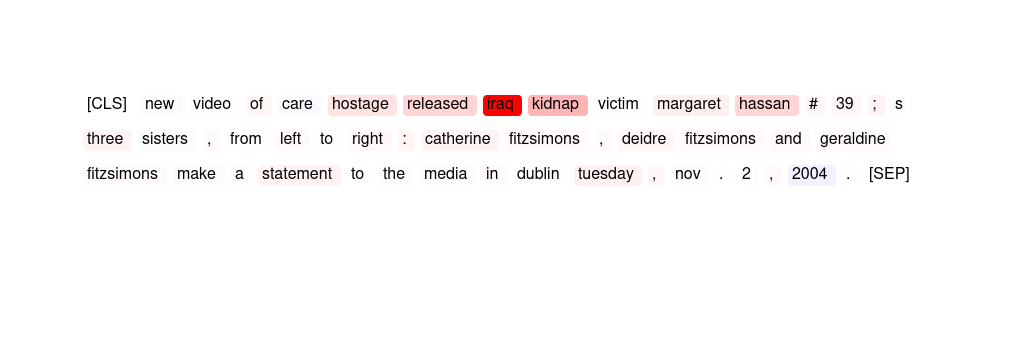 [CLS] new video of care hostage released iraq kidnap victim margaret hassan # 39 ; s
three sisters , from left to right : catherine fitzsimons , deidre fitzsimons and geraldine
fitzsimons make a statement to the media in dublin tuesday , nov . 2 , 2004 . [SEP]